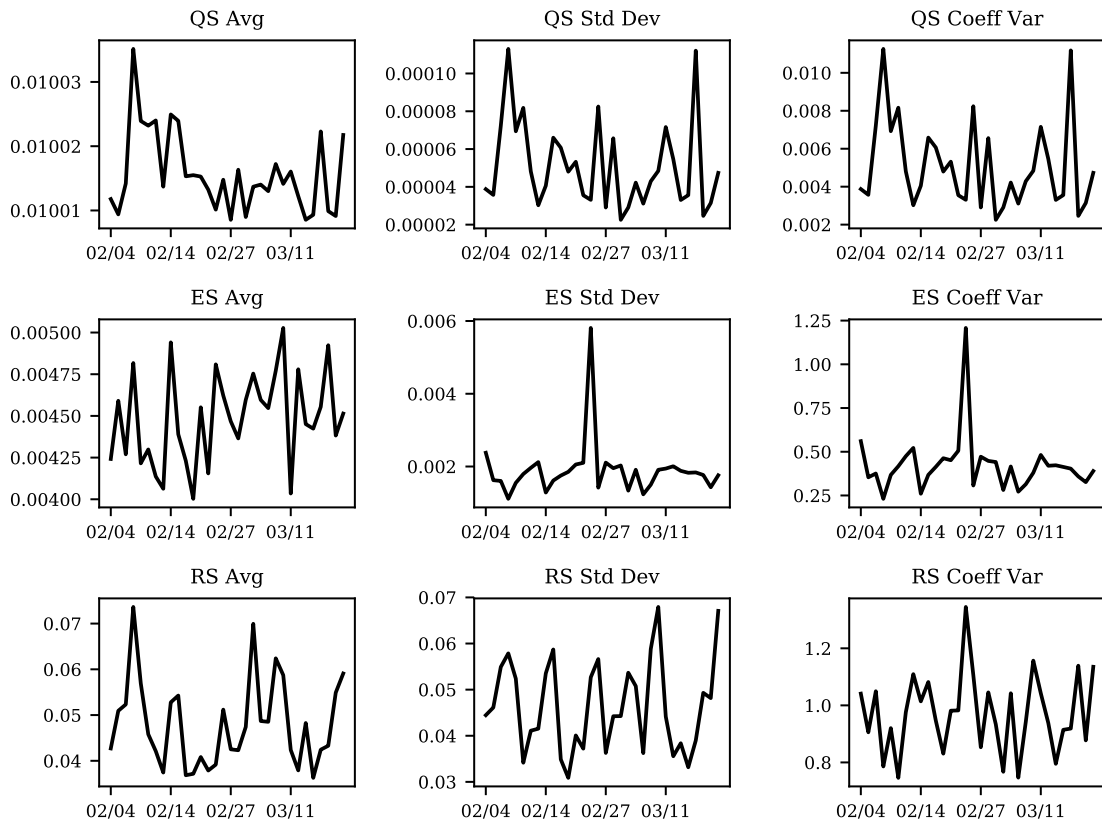 QS Avg
QS Std Dev
QS Coeff Var
0.01003
0.01002
0.01001
02/04 02/14 02/27 03/11
0.00010
0.00008
0.00006
0.00004
0.00002
02/04 02/14 02/27 03/11
0.010
0.008
0.006
0.004
0.002
02/04 02/14 02/27 03/11
ES Avg
ES Std Dev
ES Coeff Var
0.00500
0.00475
0.00450
0.00425
0.00400
02/04 02/14 02/27 03/11
0.006
0.004
0.002
02/04 02/14 02/27 03/11
1.25
1.00
0.75
0.50
0.25
02/04 02/14 02/27 03/11
RS Avg
RS Std Dev
RS Coeff Var
0.07
0.06
0.05
0.04
02/04 02/14 02/27 03/11
0.07
0.06
0.05
0.04
0.03
02/04 02/14 02/27 03/11
1.2
1.0
0.8
02/04 02/14 02/27 03/11